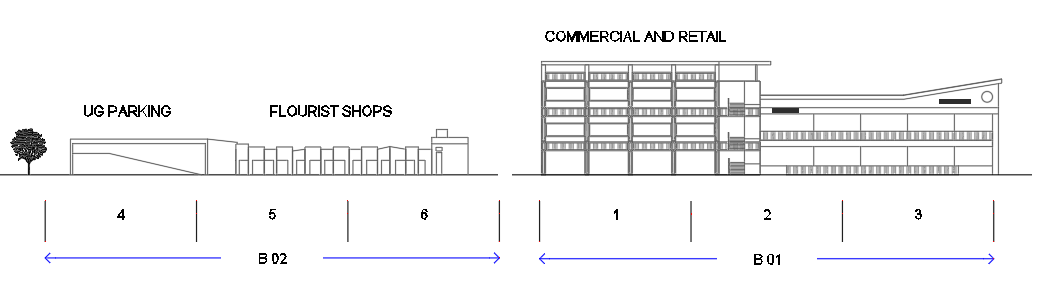 COMMERCIAL AND RETAIL
UG PARKING FLOURIST SHOPS
4 5 6 1 2 3
B 02 B 01